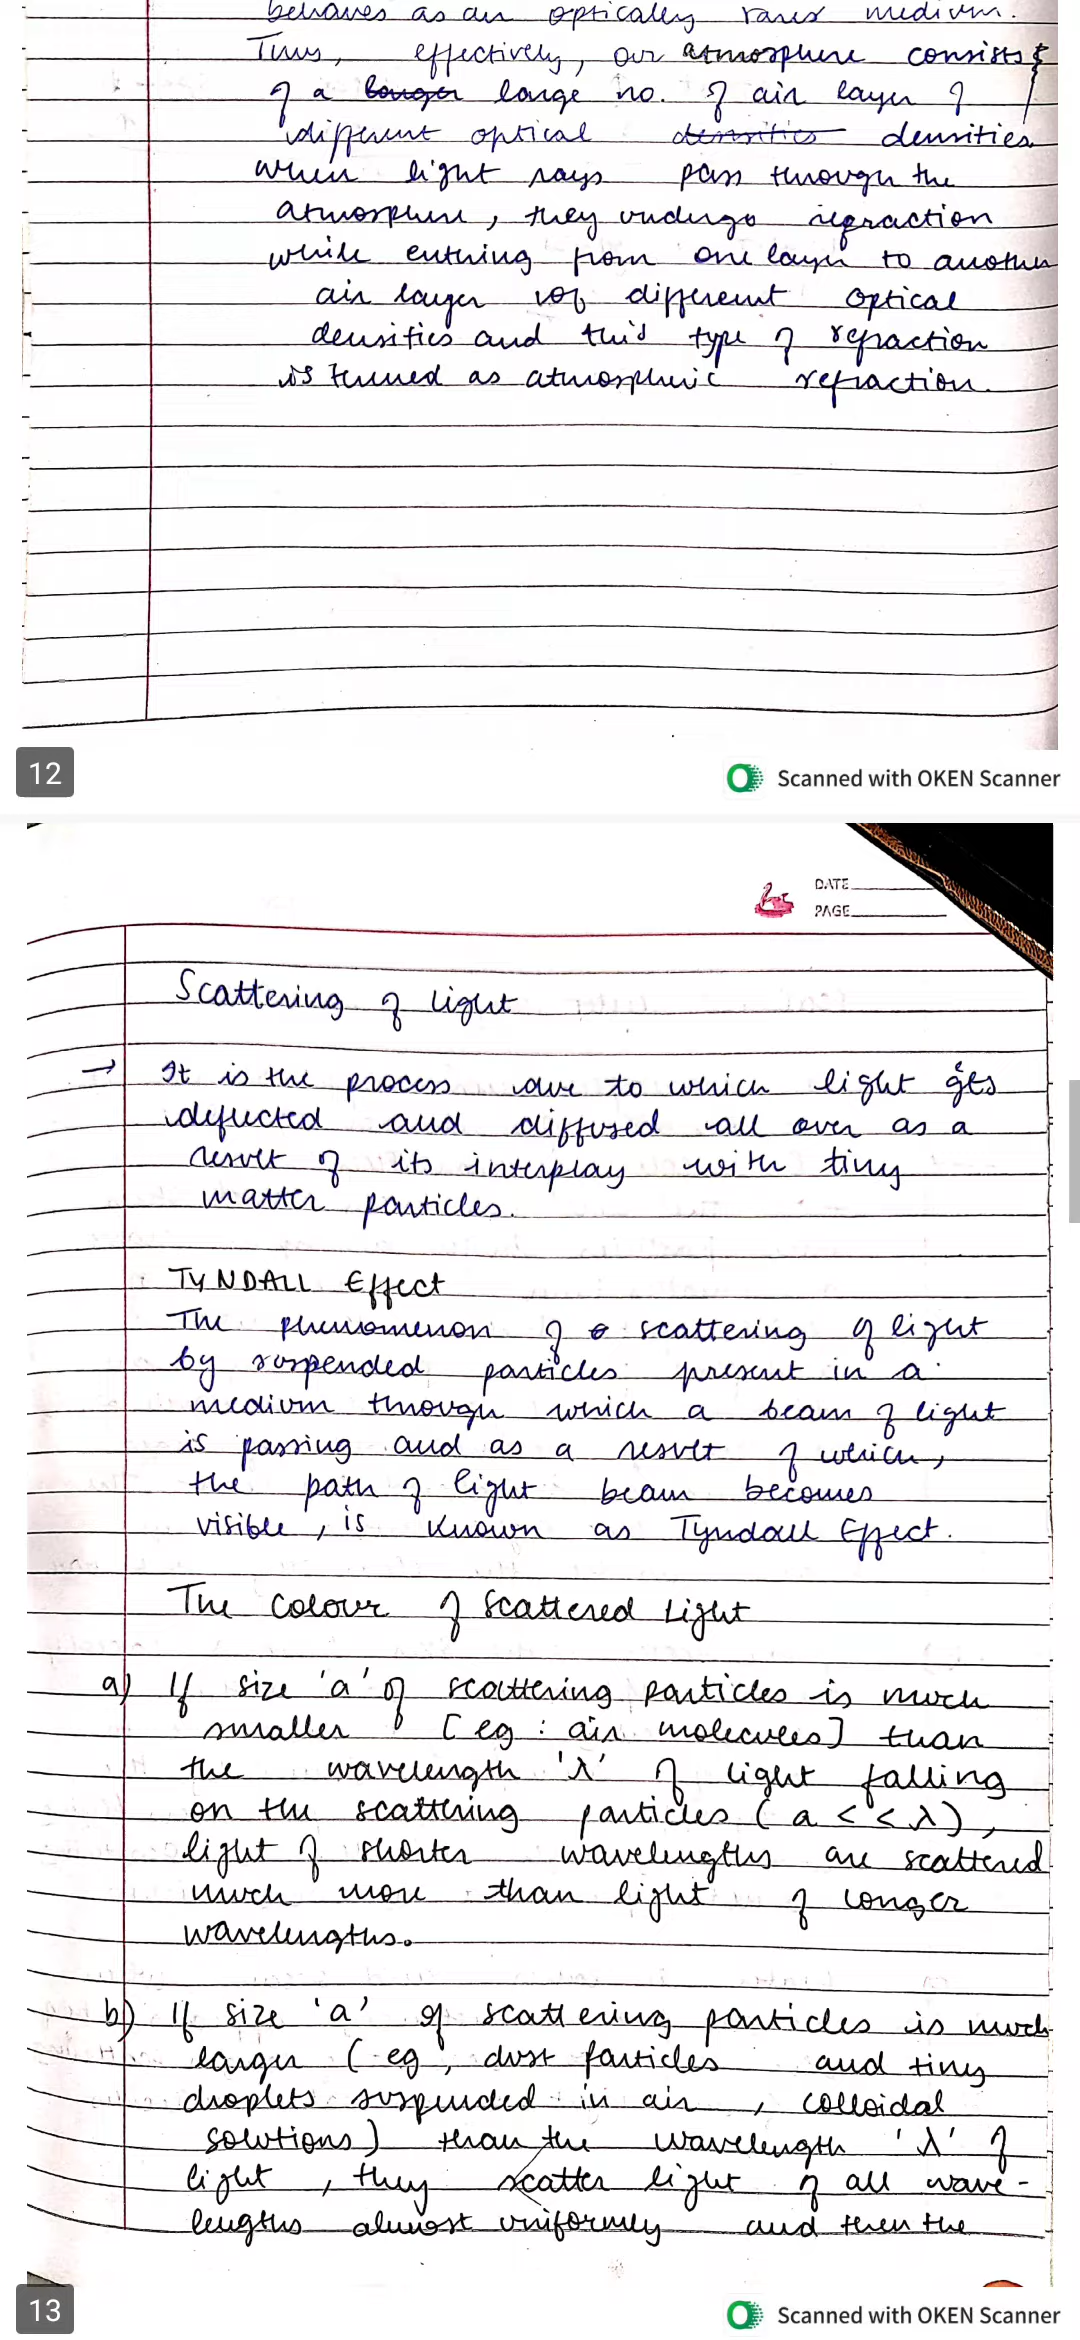 behaves as an optically rarer medium.
Thus, effectively, our atmosphere consists
of a large no. of air layer of
different optical densities
when light rays pass through the
atmosphere, they undergo refraction
while entering from one layer to another
air layer of different optical
densities and this type of refraction
is termed as atmospheric refraction.
12
Scanned with OKEN Scanner
DATE
PAGE
Scattering of light
→ It is the process due to which light gets
deflected and diffused all over as a
result of its interplay with tiny
matter particles.
TYNDALL Effect
The phenomenon of scattering of light
by suspended particles present in a
medium through which a beam of light
is passing and as a result of which,
the path of light beam becomes
visible, is known as Tyndall Effect.
The Colour of Scattered Light
a) If size 'a' of scattering particles is much
smaller [eg: air molecules] than
the wavelength 'λ' of light falling
on the scattering particles (a << λ),
light of shorter wavelengths are scattered
much more than light of longer
wavelengths.
b) If size 'a' of scattering particles is much
larger (eg, dust particles and tiny
droplets suspended in air, colloidal
solutions) than the wavelength 'λ' of
light, they scatter light of all wave-
lengths almost uniformly and then the
13
Scanned with OKEN Scanner